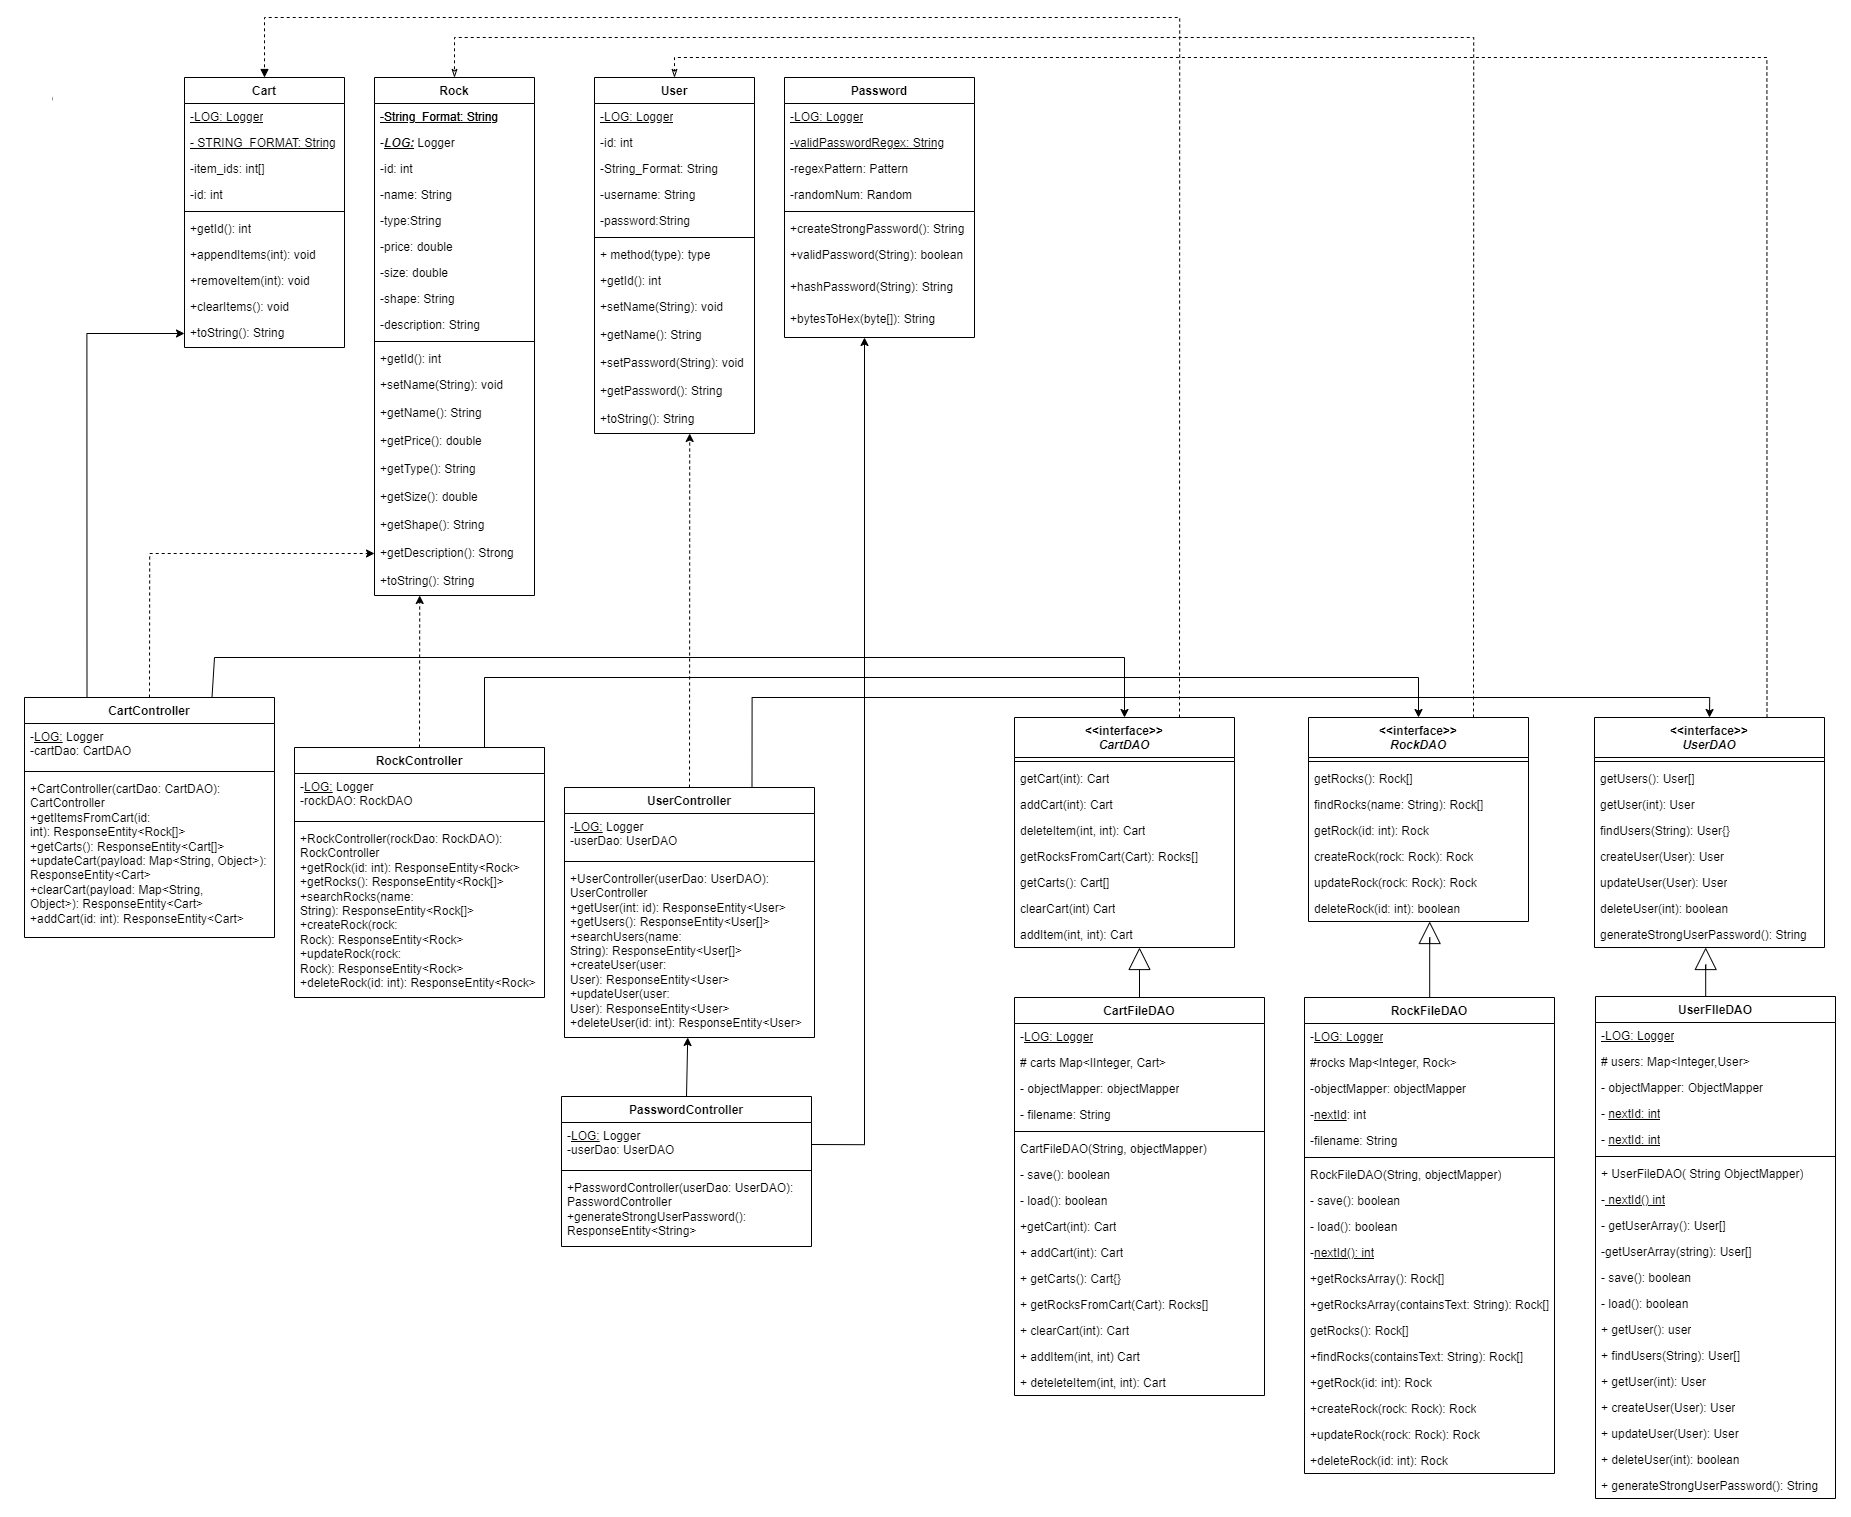 Cart
-LOG: Logger
- STRING_FORMAT: String
-item_ids: int[]
-id: int
+getId(): int
+appendItems(int): void
+removeItem(int): void
+clearItems(): void
+toString(): String
Rock
-String_Format: String
-LOG: Logger
-id: int
-name: String
-type:String
-price: double
-size: double
-shape: String
-description: String
+getId(): int
+setName(String): void
+getName(): String
+getPrice(): double
+getType(): String
+getSize(): double
+getShape(): String
+getDescription(): Strong
+toString(): String
User
-LOG: Logger
-id: int
-String_Format: String
-username: String
-password:String
+ method(type): type
+getId(): int
+setName(String): void
+getName(): String
+setPassword(String): void
+getPassword(): String
+toString(): String
Password
-LOG: Logger
-validPasswordRegex: String
-regexPattern: Pattern
-randomNum: Random
+createStrongPassword(): String
+validPassword(String): boolean
+hashPassword(String): String
+bytesToHex(byte[]): String
CartController
-LOG: Logger
-cartDao: CartDAO
+CartController(cartDao: CartDAO):
CartController
+getItemsFromCart(id:
int): ResponseEntity<Rock[]>
+getCarts(): ResponseEntity<Cart[]>
+updateCart(payload: Map<String, Object>):
ResponseEntity<Cart>
+clearCart(payload: Map<String,
Object>): ResponseEntity<Cart>
+addCart(id: int): ResponseEntity<Cart>
RockController
-LOG: Logger
-rockDAO: RockDAO
+RockController(rockDao: RockDAO):
RockController
+getRock(id: int): ResponseEntity<Rock>
+getRocks(): ResponseEntity<Rock[]>
+searchRocks(name:
String): ResponseEntity<Rock[]>
+createRock(rock:
Rock): ResponseEntity<Rock>
+updateRock(rock:
Rock): ResponseEntity<Rock>
+deleteRock(id: int): ResponseEntity<Rock>
UserController
-LOG: Logger
-userDao: UserDAO
+UserController(userDao: UserDAO):
UserController
+getUser(int: id): ResponseEntity<User>
+getUsers(): ResponseEntity<User[]>
+searchUsers(name:
String): ResponseEntity<User[]>
+createUser(user:
User): ResponseEntity<User>
+updateUser(user:
User): ResponseEntity<User>
+deleteUser(id: int): ResponseEntity<User>
PasswordController
-LOG: Logger
-userDao: UserDAO
+PasswordController(userDao: UserDAO):
PasswordController
+generateStrongUserPassword():
ResponseEntity<String>
<<interface>>
CartDAO
getCart(int): Cart
addCart(int): Cart
deleteItem(int, int): Cart
getRocksFromCart(Cart): Rocks[]
getCarts(): Cart[]
clearCart(int) Cart
addItem(int, int): Cart
<<interface>>
RockDAO
getRocks(): Rock[]
findRocks(name: String): Rock[]
getRock(id: int): Rock
createRock(rock: Rock): Rock
updateRock(rock: Rock): Rock
deleteRock(id: int): boolean
<<interface>>
UserDAO
getUsers(): User[]
getUser(int): User
findUsers(String): User{}
createUser(User): User
updateUser(User): User
deleteUser(int): boolean
generateStrongUserPassword(): String
CartFileDAO
-LOG: Logger
# carts Map<IInteger, Cart>
- objectMapper: objectMapper
- filename: String
CartFileDAO(String, objectMapper)
- save(): boolean
- load(): boolean
+getCart(int): Cart
+ addCart(int): Cart
+ getCarts(): Cart{}
+ getRocksFromCart(Cart): Rocks[]
+ clearCart(int): Cart
+ addItem(int, int) Cart
+ deteleteItem(int, int): Cart
RockFileDAO
-LOG: Logger
#rocks Map<Integer, Rock>
-objectMapper: objectMapper
-nextId: int
-filename: String
RockFileDAO(String, objectMapper)
- save(): boolean
- load(): boolean
-nextId(): int
+getRocksArray(): Rock[]
+getRocksArray(containsText: String): Rock[]
getRocks(): Rock[]
+findRocks(containsText: String): Rock[]
+getRock(id: int): Rock
+createRock(rock: Rock): Rock
+updateRock(rock: Rock): Rock
+deleteRock(id: int): Rock
UserFIleDAO
-LOG: Logger
# users: Map<Integer,User>
- objectMapper: ObjectMapper
- nextId: int
- nextId: int
+ UserFileDAO( String ObjectMapper)
- nextId() int
- getUserArray(): User[]
-getUserArray(string): User[]
- save(): boolean
- load(): boolean
+ getUser(): user
+ findUsers(String): User[]
+ getUser(int): User
+ createUser(User): User
+ updateUser(User): User
+ deleteUser(int): boolean
+ generateStrongUserPassword(): String